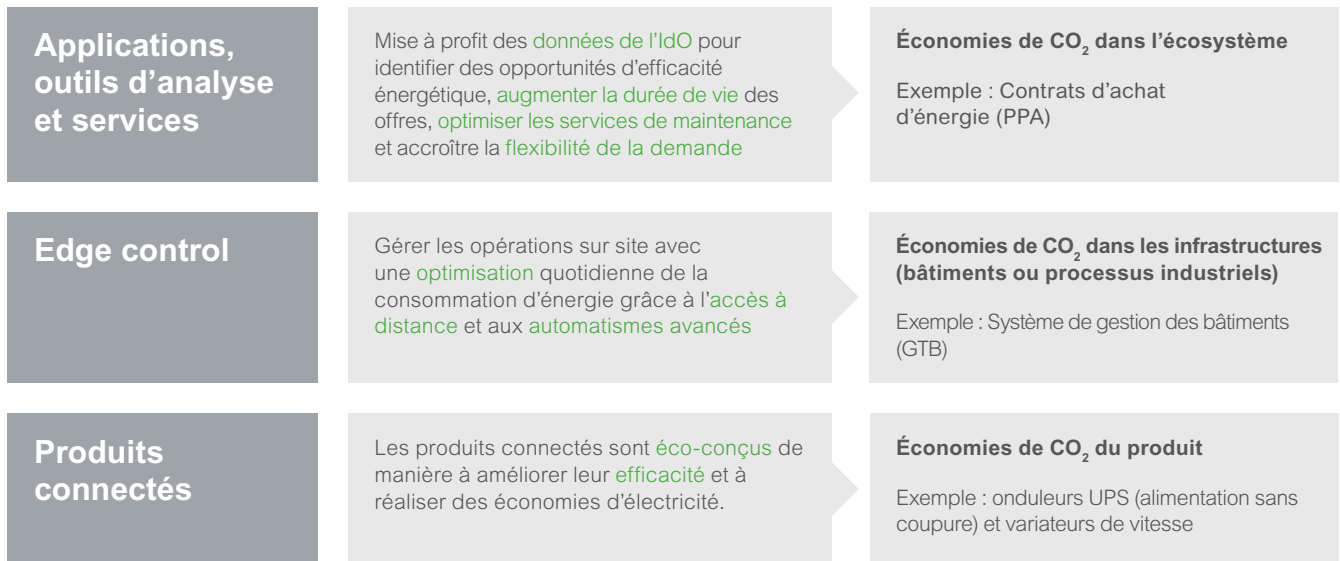 Applications,
outils d’analyse
et services
Mise à profit des données de l’IdO pour
identifier des opportunités d’efficacité
énergétique, augmenter la durée de vie des
offres, optimiser les services de maintenance
et accroître la flexibilité de la demande
Économies de CO₂ dans l’écosystème
Exemple : Contrats d’achat
d’énergie (PPA)
Edge control
Gérer les opérations sur site avec
une optimisation quotidienne de la
consommation d’énergie grâce à l’accès à
distance et aux automatismes avancés
Économies de CO₂ dans les infrastructures
(bâtiments ou processus industriels)
Exemple : Système de gestion des bâtiments
(GTB)
Produits
connectés
Les produits connectés sont éco-conçus de
manière à améliorer leur efficacité et à
réaliser des économies d’électricité.
Économies de CO₂ du produit
Exemple : onduleurs UPS (alimentation sans
coupure) et variateurs de vitesse